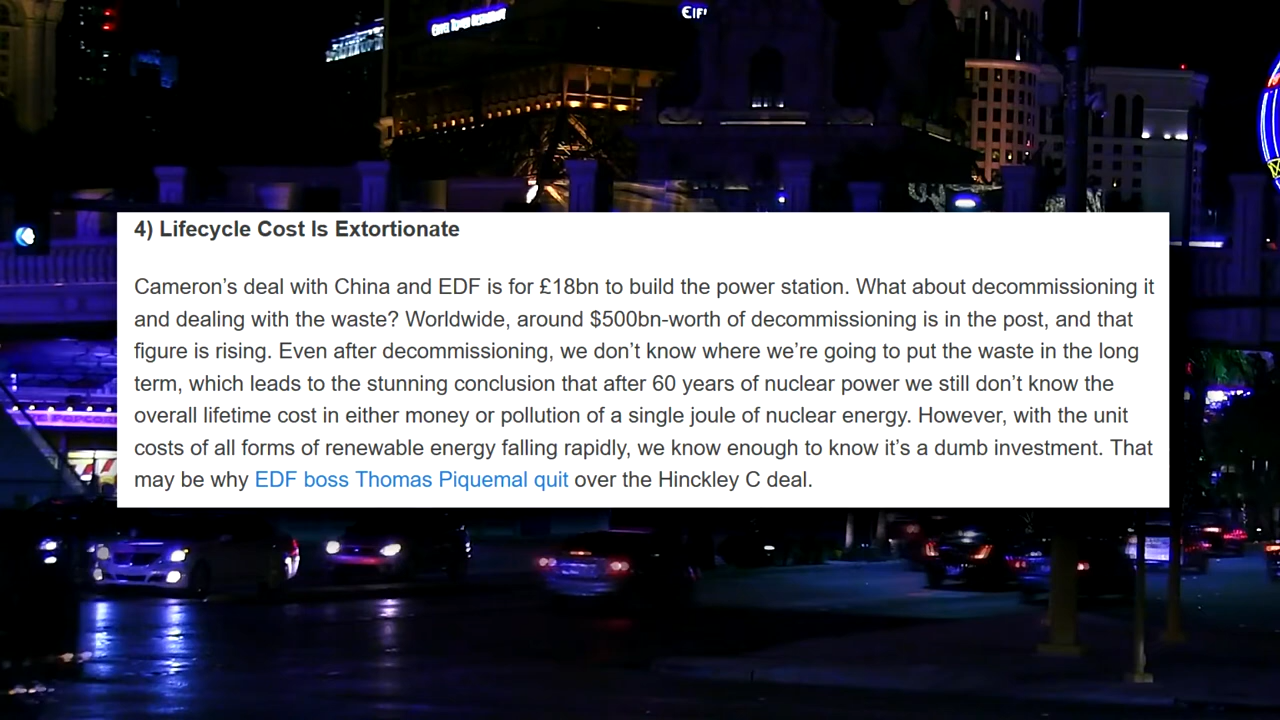 EIFFEL TOWER RESTAURANT
EIF
4) Lifecycle Cost Is Extortionate
Cameron’s deal with China and EDF is for £18bn to build the power station. What about decommissioning it
and dealing with the waste? Worldwide, around $500bn-worth of decommissioning is in the post, and that
figure is rising. Even after decommissioning, we don’t know where we’re going to put the waste in the long
term, which leads to the stunning conclusion that after 60 years of nuclear power we still don’t know the
overall lifetime cost in either money or pollution of a single joule of nuclear energy. However, with the unit
costs of all forms of renewable energy falling rapidly, we know enough to know it’s a dumb investment. That
may be why EDF boss Thomas Piquemal quit over the Hinckley C deal.